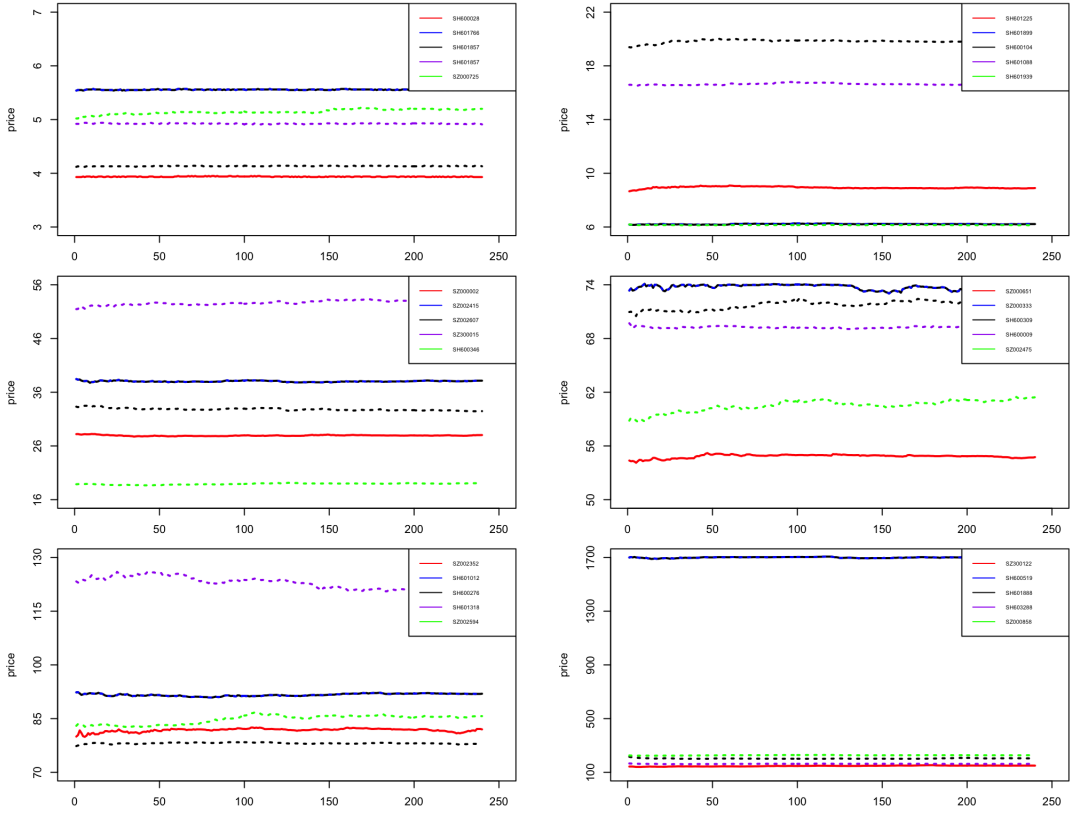 7
6
5
4
3
price
0
50
100
150
200
250
SH600028
SH601766
SH601857
SH601857
SZ000725
22
18
14
10
6
price
0
50
100
150
200
250
SH601225
SH601899
SH600104
SH601088
SH601939
56
46
36
26
16
price
0
50
100
150
200
250
SZ000002
SZ002415
SZ002607
SZ300015
SH600346
74
68
62
56
50
price
0
50
100
150
200
250
SZ000651
SZ000333
SH600309
SH600009
SZ002475
130
115
100
85
70
price
0
50
100
150
200
250
SZ002352
SH601012
SH600276
SH601318
SZ002594
1700
1300
900
500
100
price
0
50
100
150
200
250
SZ300122
SH600519
SH601888
SH603288
SZ000858